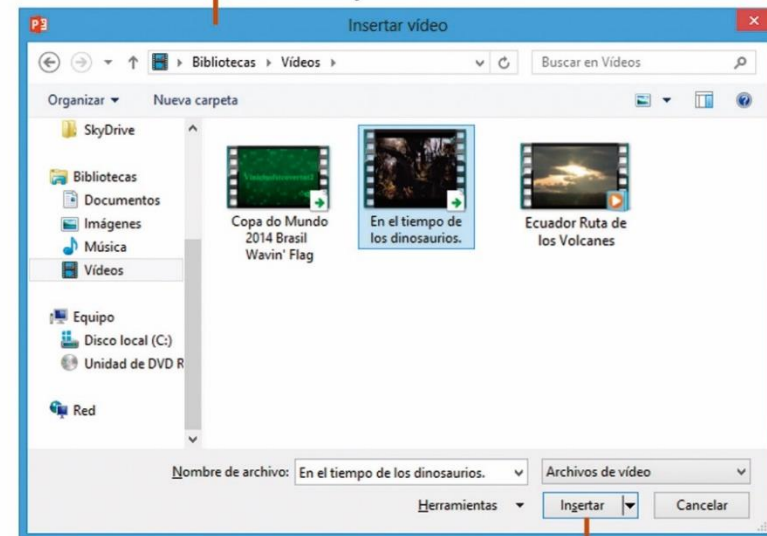 Insertar vídeo
Bibliotecas Vídeos
Buscar en Vídeos
Organizar Nueva carpeta
SkyDrive
Bibliotecas
Documentos
Imágenes
Música
Vídeos
Equipo
Disco local (C:)
Unidad de DVD R
Red
Copa do Mundo
2014 Brasil
Wavin' Flag
En el tiempo de
los dinosaurios.
Ecuador Ruta de
los Volcanes
Nombre de archivo: En el tiempo de los dinosaurios. Archivos de vídeo
Herramientas Insertar Cancelar